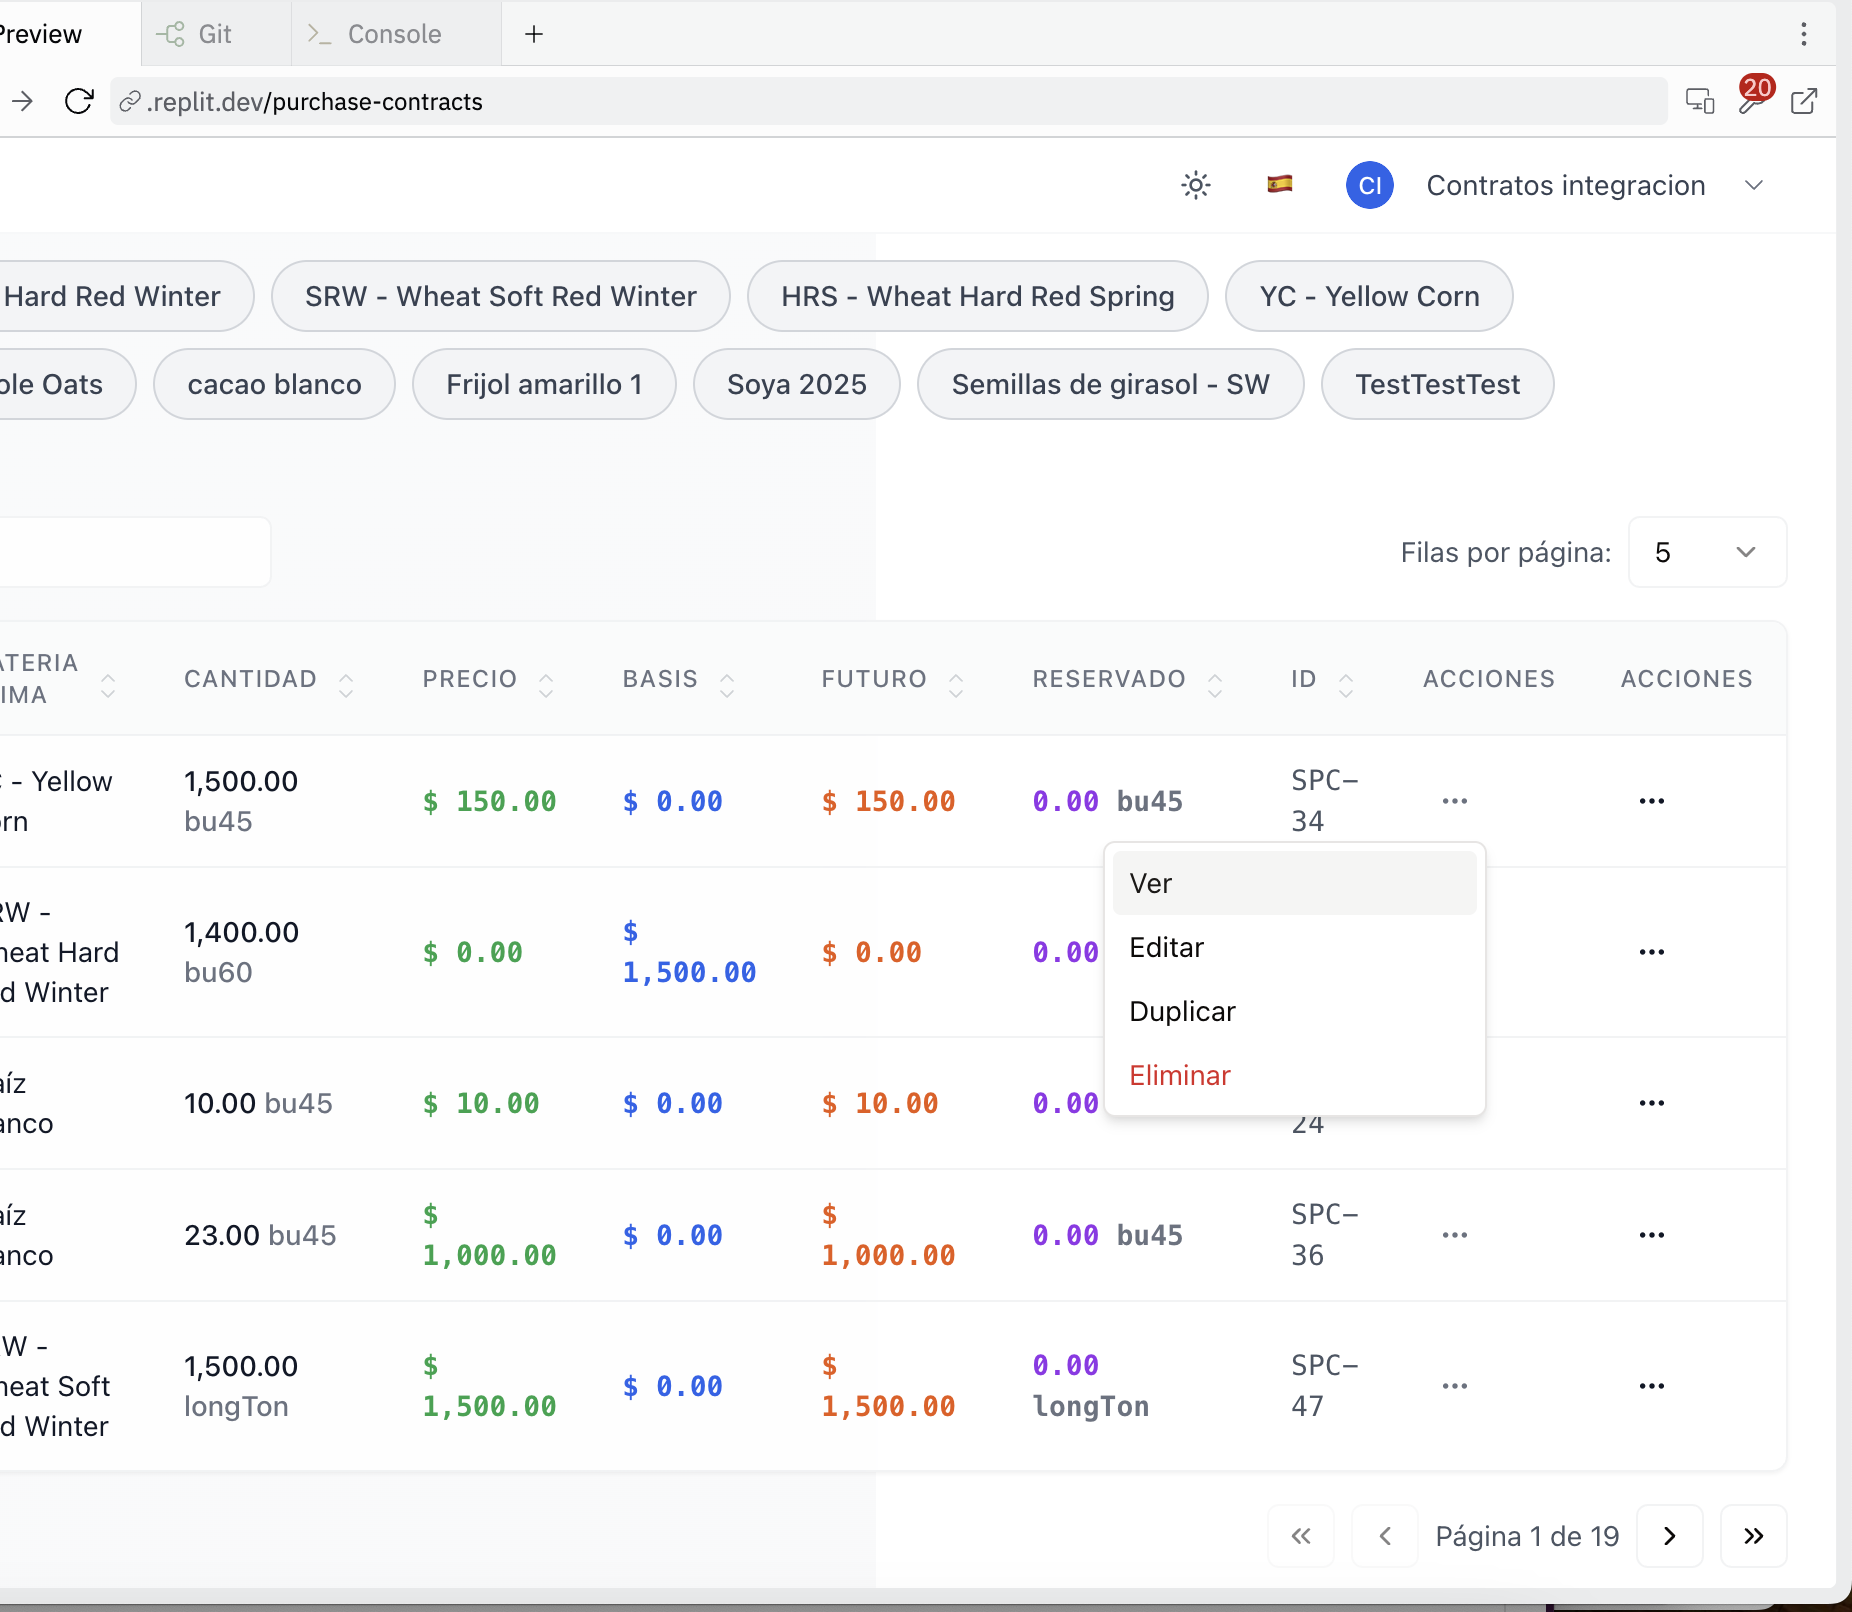 Preview
Git
Console
20
.replit.dev/purchase-contracts
CI
Contratos integracion
Hard Red Winter
SRW - Wheat Soft Red Winter
HRS - Wheat Hard Red Spring
YC - Yellow Corn
ole Oats
cacao blanco
Frijol amarillo 1
Soya 2025
Semillas de girasol - SW
TestTestTest
Filas por página:
5
ATERIA
IMA
CANTIDAD
PRECIO
BASIS
FUTURO
RESERVADO
ID
ACCIONES
ACCIONES
C - Yellow
orn
1,500.00
bu45
$ 150.00
$ 0.00
$ 150.00
0.00 bu45
SPC-
34
RW -
heat Hard
d Winter
1,400.00
bu60
$ 0.00
$
1,500.00
$ 0.00
0.00
Ver
Editar
Duplicar
Eliminar
aíz
anco
10.00 bu45
$ 10.00
$ 0.00
$ 10.00
0.00
24
aíz
anco
23.00 bu45
$
1,000.00
$ 0.00
$
1,000.00
0.00 bu45
SPC-
36
W -
heat Soft
d Winter
1,500.00
longTon
$
1,500.00
$ 0.00
$
1,500.00
0.00
longTon
SPC-
47
Página 1 de 19